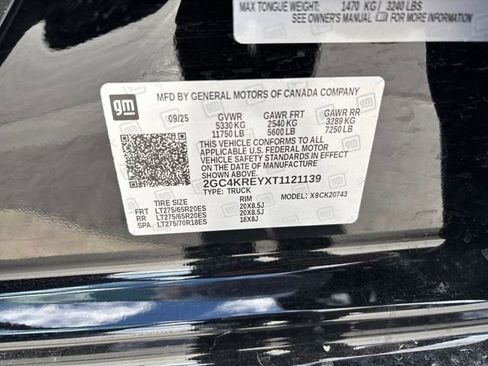 MAX TONGUE WEIGHT: 1470 KG / 3240 LBS
SEE OWNER'S MANUAL FOR MORE INFORMATION
gm
MFD BY GENERAL MOTORS OF CANADA COMPANY
09/25 GVWR GAWR FRT GAWR RR
5330 KG 2540 KG 3289 KG
11750 LB 5600 LB 7250 LB
THIS VEHICLE CONFORMS TO ALL APPLICABLE
U.S. FEDERAL MOTOR VEHICLE SAFETY
STANDARDS IN EFFECT ON THE DATE OF
MANUFACTURE SHOWN ABOVE.
2GC4KREYXT1121139
TYPE: TRUCK MODEL: X9CK20743
TIRE SIZE RIM
FRT LT275/65R20ES 20X8.5J
RR LT275/65R20ES 20X8.5J
SPA LT275/70R18ES 18X8J